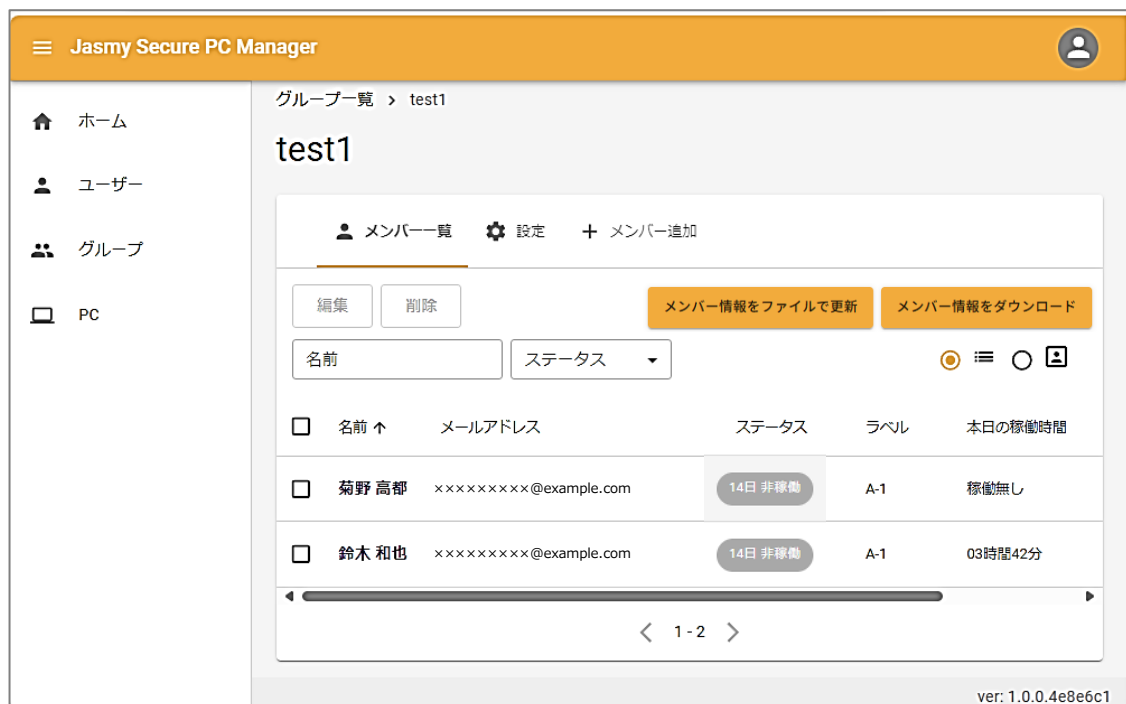 Jasmy Secure PC Manager
ホーム
ユーザー
グループ
PC
グループ一覧 › test1
test1
メンバー一覧 設定 + メンバー追加
編集 削除 メンバー情報をファイルで更新 メンバー情報をダウンロード
名前 ステータス
名前 ↑ メールアドレス ステータス ラベル 本日の稼働時間
菊野 高都 ×××××××××@example.com 14日 非稼働 A-1 稼働無し
鈴木 和也 ×××××××××@example.com 14日 非稼働 A-1 03時間42分
1 - 2
ver: 1.0.0.4e8e6c1